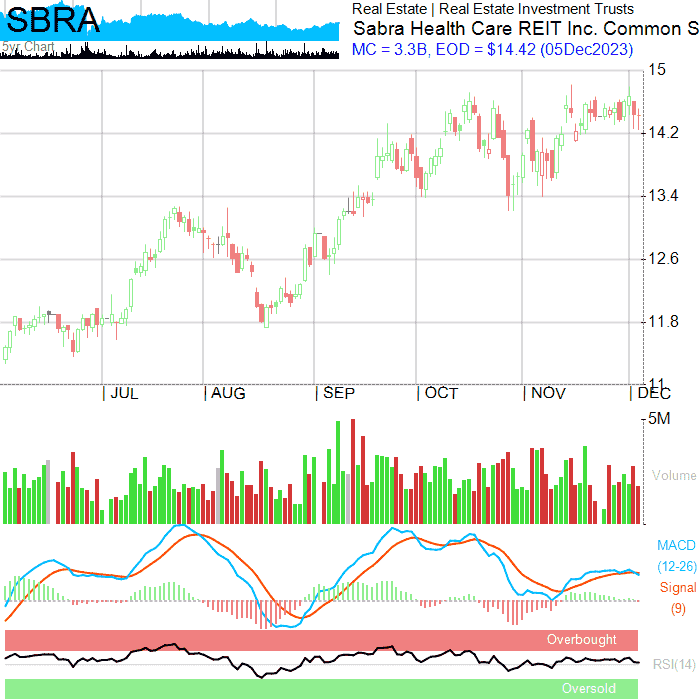 SBRA
5yr Chart
Real Estate | Real Estate Investment Trusts
Sabra Health Care REIT Inc. Common S
MC = 3.3B, EOD = $14.42 (05Dec2023)
15
14.2
13.4
12.6
11.8
11
| JUL | AUG | SEP | OCT | NOV | DEC
5M
Volume
MACD
(12-26)
Signal
(9)
Overbought
RSI(14)
Oversold